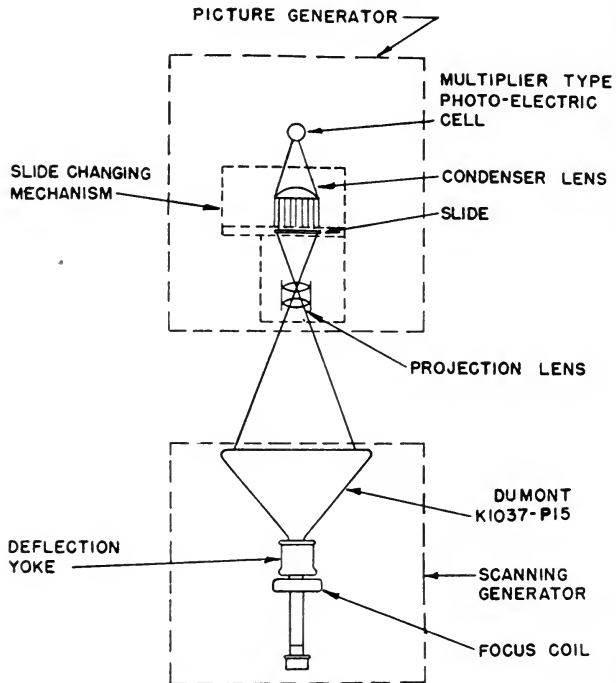 PICTURE GENERATOR
MULTIPLIER TYPE
PHOTO-ELECTRIC
CELL
SLIDE CHANGING
MECHANISM
CONDENSER LENS
SLIDE
PROJECTION LENS
DUMONT
K1037-P15
DEFLECTION
YOKE
SCANNING
GENERATOR
FOCUS COIL